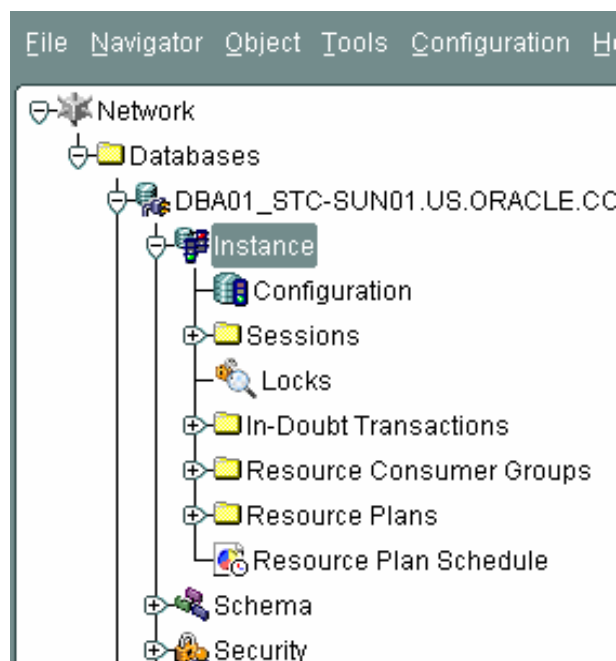 File Navigator Object Tools Configuration
Network
Databases
DBA01_STC-SUN01.US.ORACLE.CO
Instance
Configuration
Sessions
Locks
In-Doubt Transactions
Resource Consumer Groups
Resource Plans
Resource Plan Schedule
Schema
Security